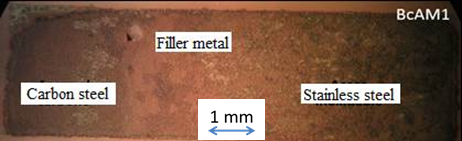 BcAM1
Filler metal
Carbon steel
Stainless steel
1 mm